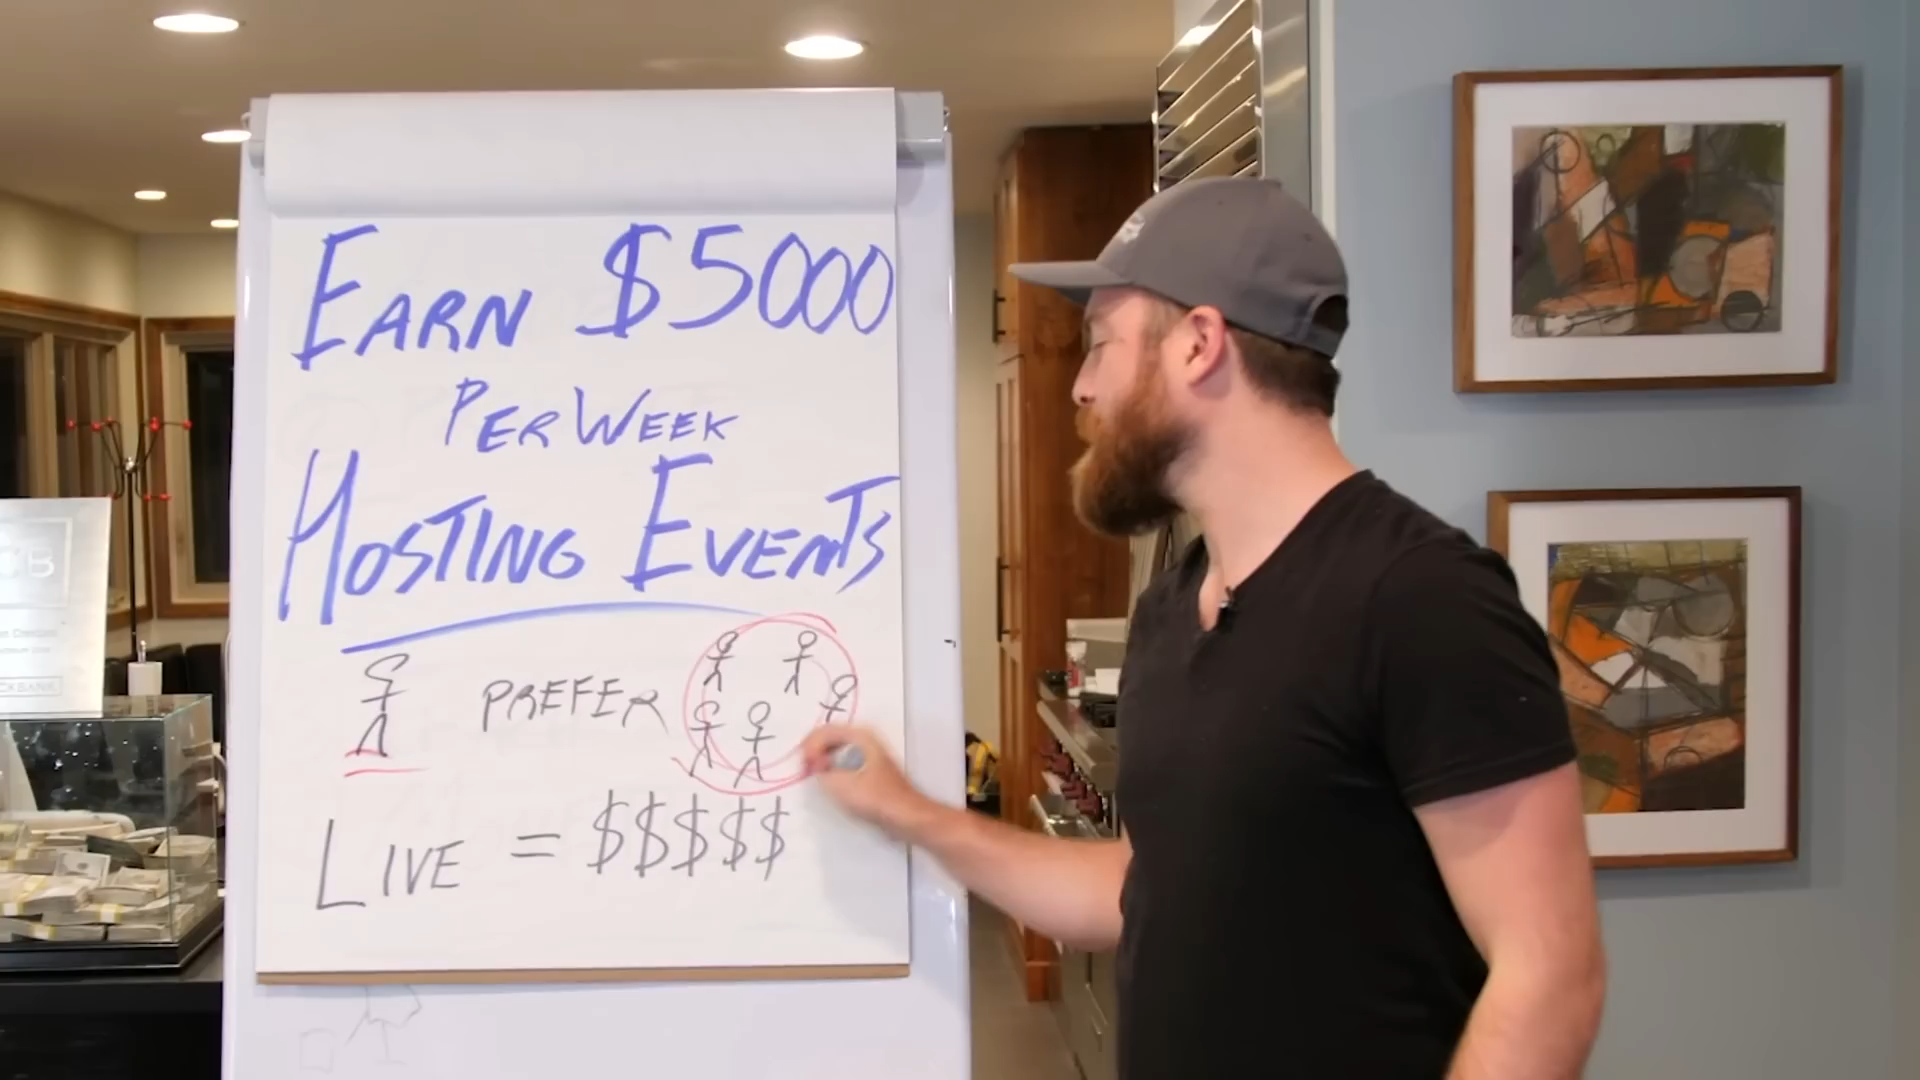 EARN $5000
PER WEEK
HOSTING EVENTS
PREFER
LIVE = $$$$$